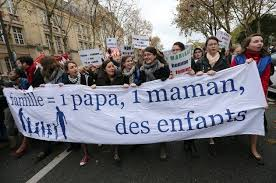 famille = 1 papa, 1 maman,
des enfants